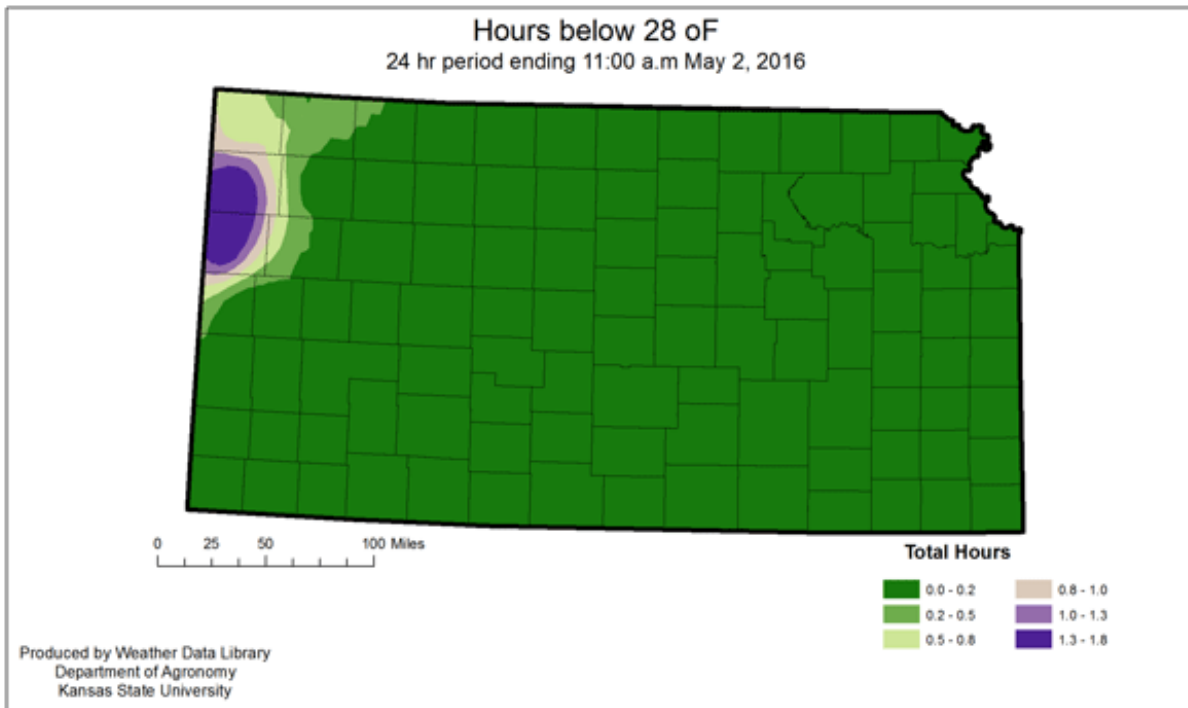 Hours below 28 oF
24 hr period ending 11:00 a.m May 2, 2016
0 25 50 100 Miles
Total Hours
0.0 - 0.2 0.8 - 1.0
0.2 - 0.5 1.0 - 1.3
0.5 - 0.8 1.3 - 1.8
Produced by Weather Data Library
Department of Agronomy
Kansas State University